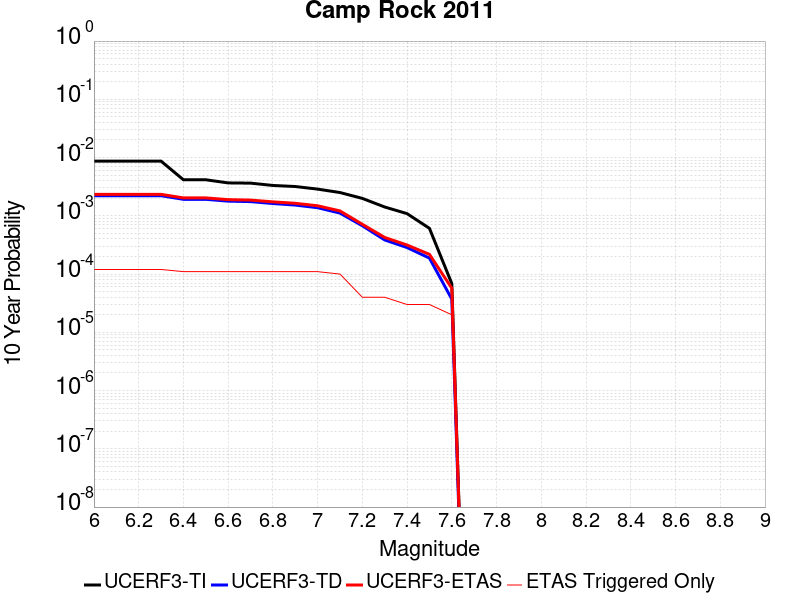 Camp Rock 2011
10^0
10^-1
10^-2
10^-3
10^-4
10^-5
10^-6
10^-7
10^-8
10 Year Probability
6 6.2 6.4 6.6 6.8 7 7.2 7.4 7.6 7.8 8 8.2 8.4 8.6 8.8 9
Magnitude
UCERF3-TI UCERF3-TD UCERF3-ETAS ETAS Triggered Only